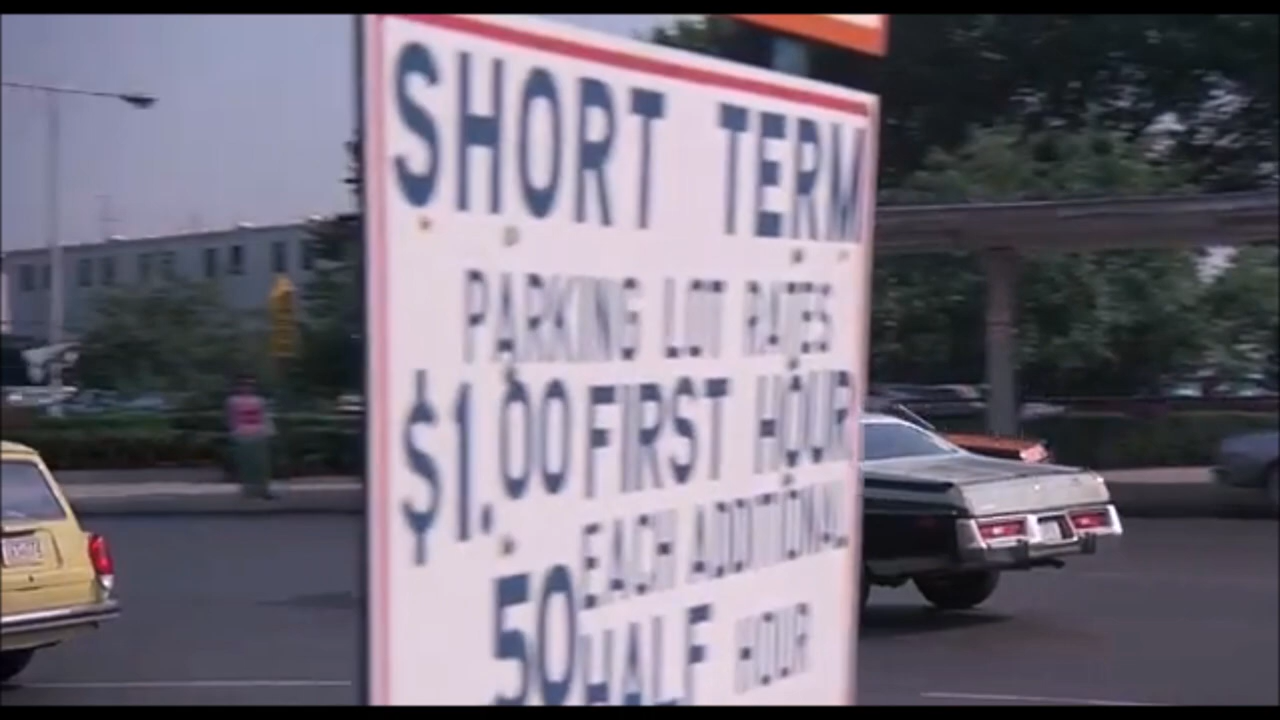 SHORT TERM
PARKING LOT RATES
$1.00 FIRST HOUR
50 EACH ADDITIONAL
HALF HOUR